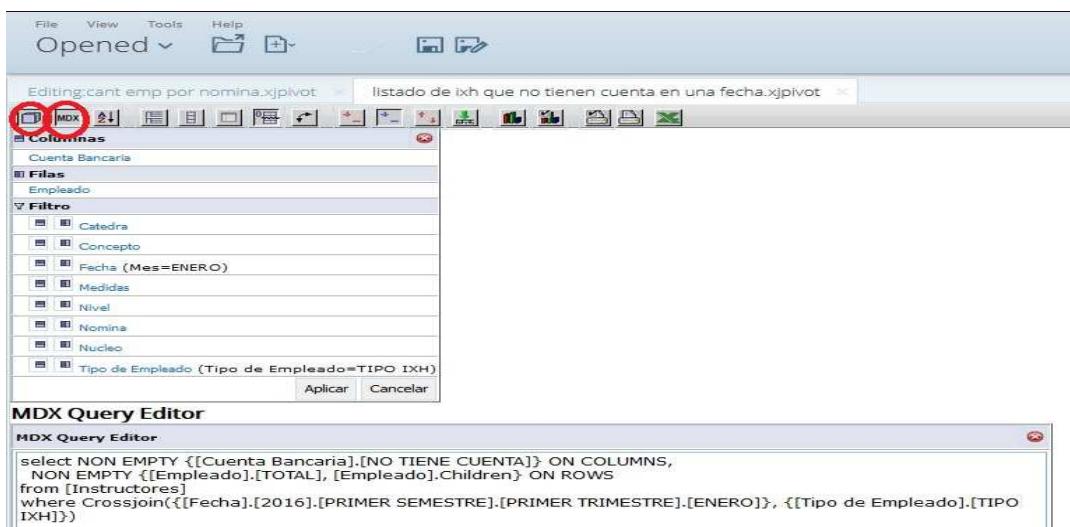 File View Tools Help
Opened
Editing:cant emp por nomina.xjpivot × listado de ixh que no tienen cuenta en una fecha.xjpivot ×
MDX
Columnas
Cuenta Bancaria
Filas
Empleado
Filtro
Catedra
Concepto
Fecha (Mes=ENERO)
Medidas
Nivel
Nomina
Nucleo
Tipo de Empleado (Tipo de Empleado=TIPO IXH)
Aplicar Cancelar
MDX Query Editor
MDX Query Editor
select NON EMPTY {[Cuenta Bancaria].[NO TIENE CUENTA]} ON COLUMNS,
NON EMPTY {[Empleado].[TOTAL], [Empleado].Children} ON ROWS
from [Instructores]
where Crossjoin({[Fecha].[2016].[PRIMER SEMESTRE].[PRIMER TRIMESTRE].[ENERO]}, {[Tipo de Empleado].[TIPO
IXH]})